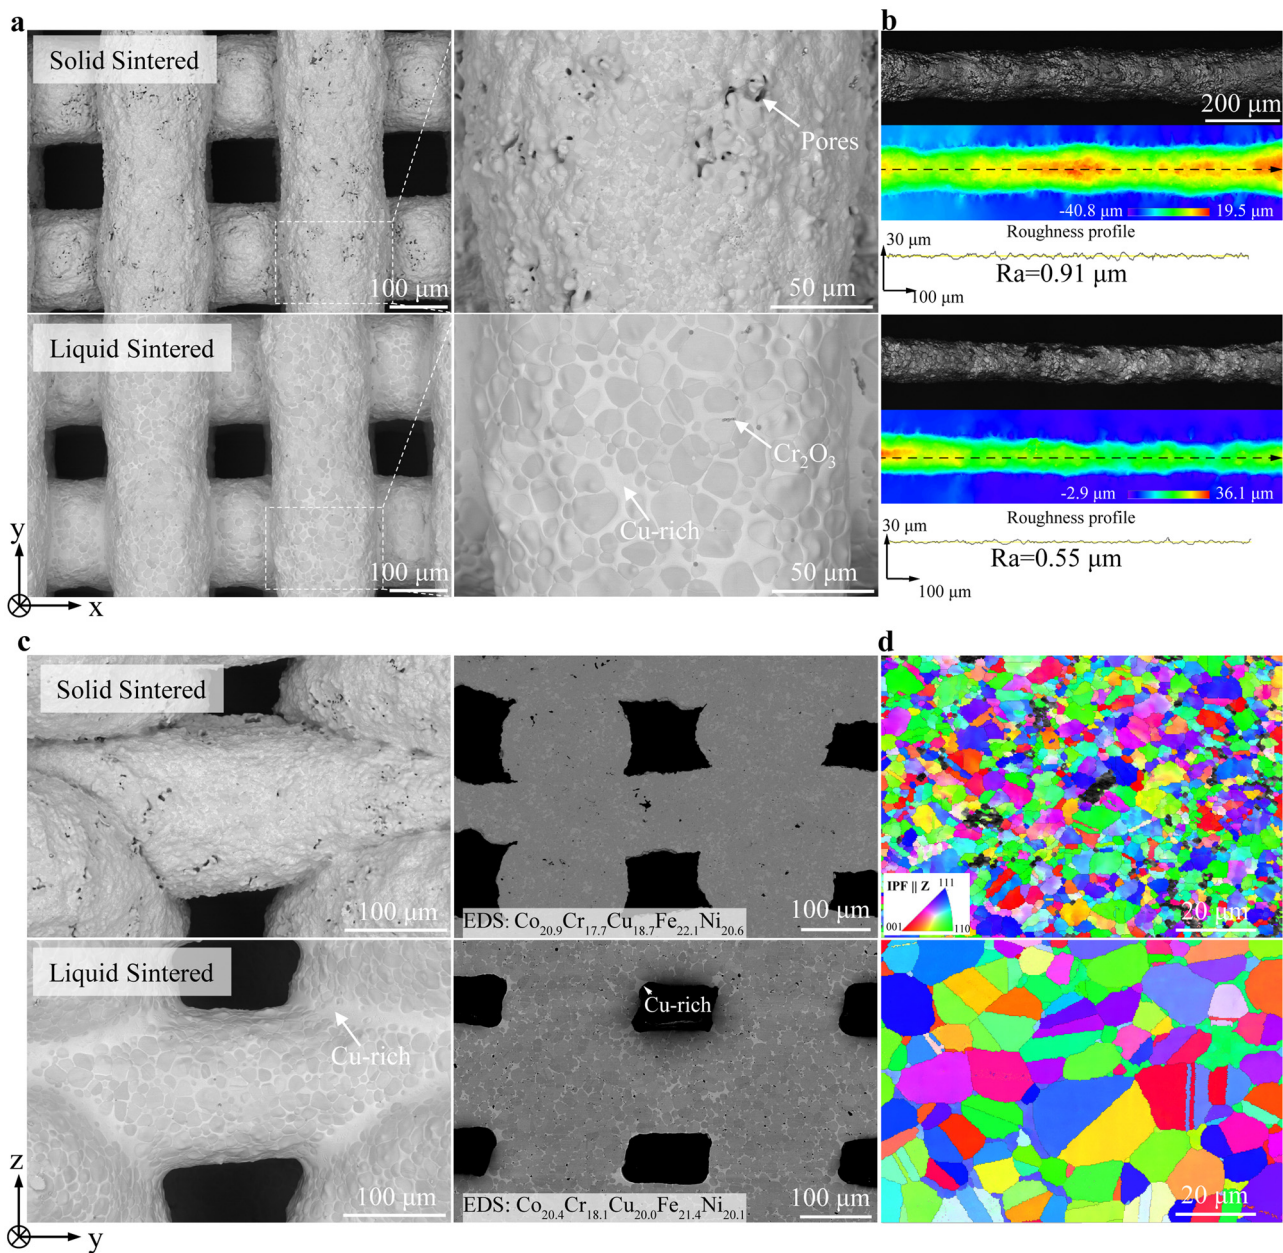 a
Solid Sintered
100 μm
Pores
50 μm
Liquid Sintered
100 μm
Cr₂O₃
Cu-rich
50 μm
y
x
b
200 μm
-40.8 μm 19.5 μm
Roughness profile
30 μm
Ra=0.91 μm
100 μm
-2.9 μm 36.1 μm
Roughness profile
30 μm
Ra=0.55 μm
100 μm
c
Solid Sintered
100 μm
EDS: Co₂₀.₉Cr₁₇.₇Cu₁₈.₇Fe₂₂.₁Ni₂₀.₆
100 μm
Liquid Sintered
Cu-rich
100 μm
Cu-rich
EDS: Co₂₀.₄Cr₁₈.₁Cu₂₀.₀Fe₂₁.₄Ni₂₀.₁
100 μm
z
y
d
IPF || Z 111
001 110
20 μm
20 μm